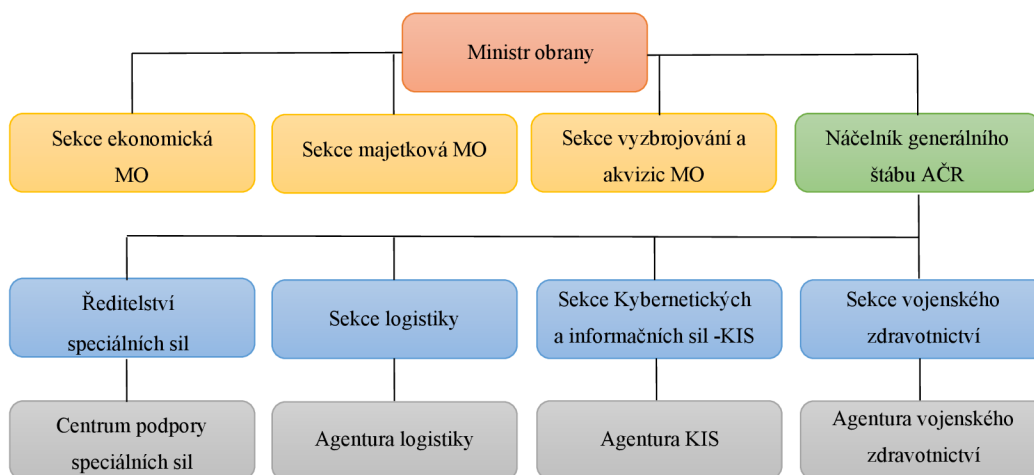 Ministr obrany
Sekce ekonomická
MO
Sekce majetková MO
Sekce vyzbrojování a
akvizic MO
Náčelník generálního
štábu AČR
Ředitelství
speciálních sil
Sekce logistiky
Sekce Kybernetických
a informačních sil -KIS
Sekce vojenského
zdravotnictví
Centrum podpory
speciálních sil
Agentura logistiky
Agentura KIS
Agentura vojenského
zdravotnictví